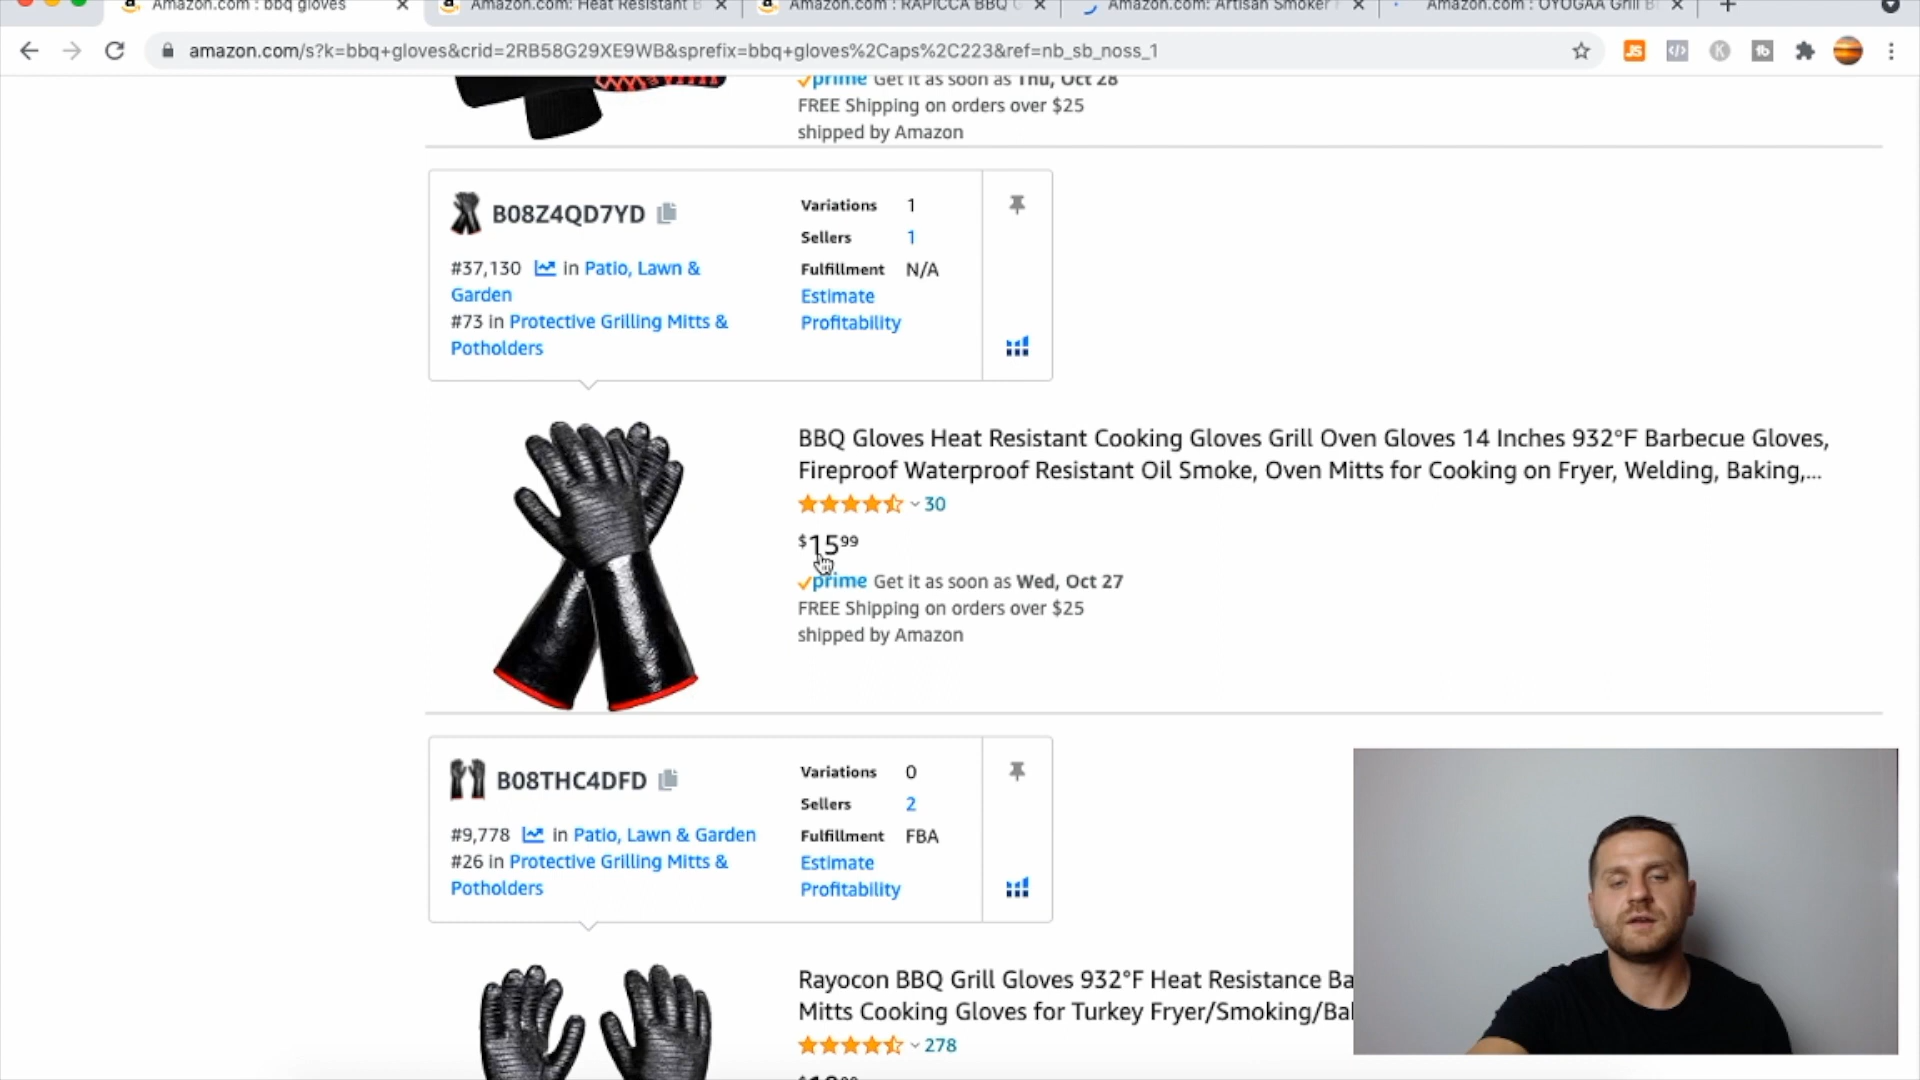 Amazon.com : bbq gloves
Amazon.com: Heat Resistant B
Amazon.com : RAPICCA BBQ G
Amazon.com: Artisan Smoker
Amazon.com : OYOGAA Grill B
amazon.com/s?k=bbq+gloves&crid=2RB58G29XE9WB&sprefix=bbq+gloves%2Caps%2C223&ref=nb_sb_noss_1
JS
</>
K
prime Get it as soon as Thu, Oct 28
FREE Shipping on orders over $25
shipped by Amazon
B08Z4QD7YD
#37,130 in Patio, Lawn &
Garden
#73 in Protective Grilling Mitts &
Potholders
Variations 1
Sellers 1
Fulfillment N/A
Estimate
Profitability
BBQ Gloves Heat Resistant Cooking Gloves Grill Oven Gloves 14 Inches 932°F Barbecue Gloves,
Fireproof Waterproof Resistant Oil Smoke, Oven Mitts for Cooking on Fryer, Welding, Baking,...
30
$15.99
prime Get it as soon as Wed, Oct 27
FREE Shipping on orders over $25
shipped by Amazon
B08THC4DFD
#9,778 in Patio, Lawn & Garden
#26 in Protective Grilling Mitts &
Potholders
Variations 0
Sellers 2
Fulfillment FBA
Estimate
Profitability
Rayocon BBQ Grill Gloves 932°F Heat Resistance Ba
Mitts Cooking Gloves for Turkey Fryer/Smoking/Ba
278